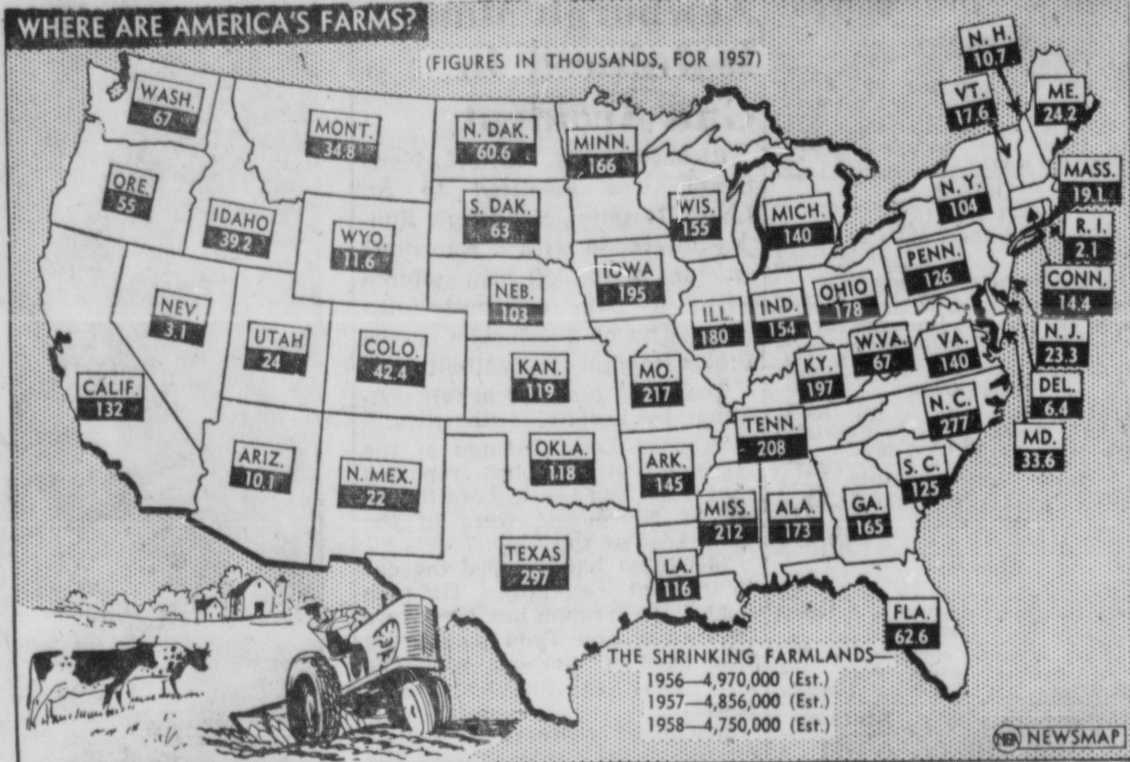 WHERE ARE AMERICA'S FARMS?
(FIGURES IN THOUSANDS, FOR 1957)
N. H.
10.7
WASH.
67
MONT.
34.8
N. DAK.
60.6
MINN.
166
VT.
17.6
ME.
24.2
ORE.
55
IDAHO
39.2
WYO.
11.6
S. DAK.
63
WIS.
155
MICH.
140
N. Y.
104
MASS.
19.1
R. I.
2.1
NEV.
3.1
UTAH
24
COLO.
42.4
NEB.
103
IOWA
195
ILL.
180
IND.
154
OHIO
178
PENN.
126
CONN.
14.4
CALIF.
132
KAN.
119
MO.
217
KY.
197
W.VA.
67
VA.
140
N. J.
23.3
DEL.
6.4
ARIZ.
10.1
N. MEX.
22
OKLA.
118
ARK.
145
TENN.
208
N. C.
277
MD.
33.6
S. C.
125
TEXAS
297
LA.
116
MISS.
212
ALA.
173
GA.
165
FLA.
62.6
THE SHRINKING FARMLANDS—
1956—4,970,000 (Est.)
1957—4,856,000 (Est.)
1958—4,750,000 (Est.)
NEA NEWSMAP